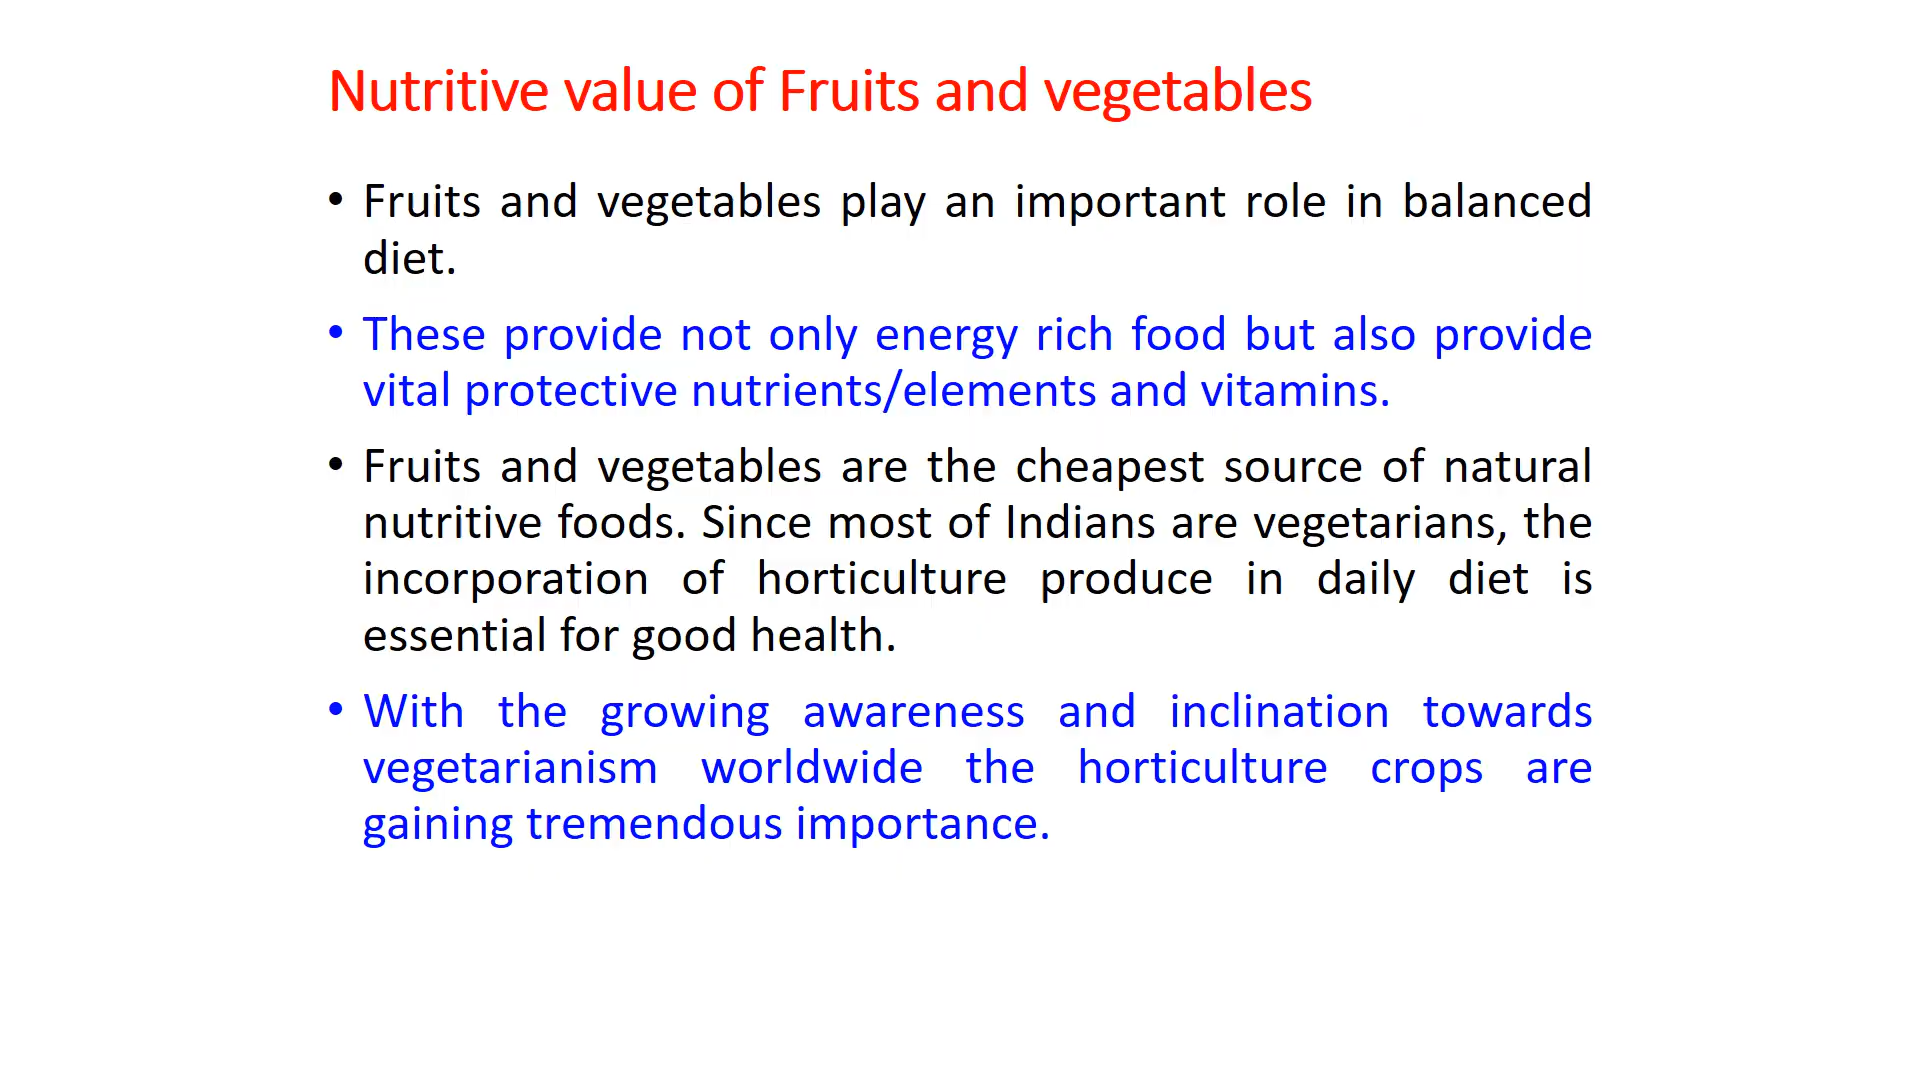 Nutritive value of Fruits and vegetables
• Fruits and vegetables play an important role in balanced
diet.
• These provide not only energy rich food but also provide
vital protective nutrients/elements and vitamins.
• Fruits and vegetables are the cheapest source of natural
nutritive foods. Since most of Indians are vegetarians, the
incorporation of horticulture produce in daily diet is
essential for good health.
• With the growing awareness and inclination towards
vegetarianism worldwide the horticulture crops are
gaining tremendous importance.